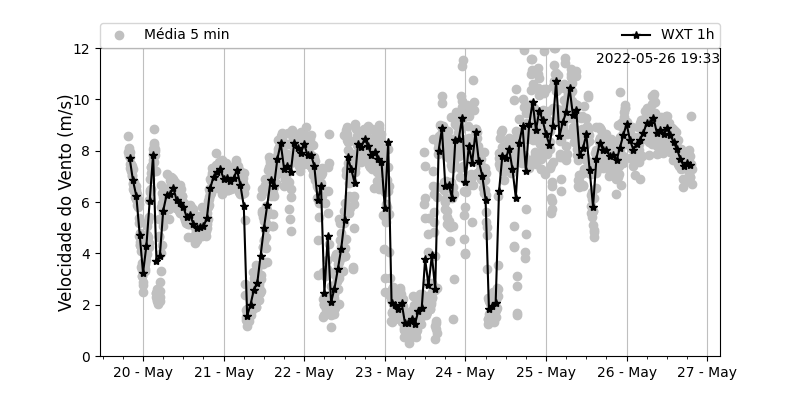 Média 5 min
WXT 1h
2022-05-26 19:33
Velocidade do Vento (m/s)
12
10
8
6
4
2
0
20 - May
21 - May
22 - May
23 - May
24 - May
25 - May
26 - May
27 - May